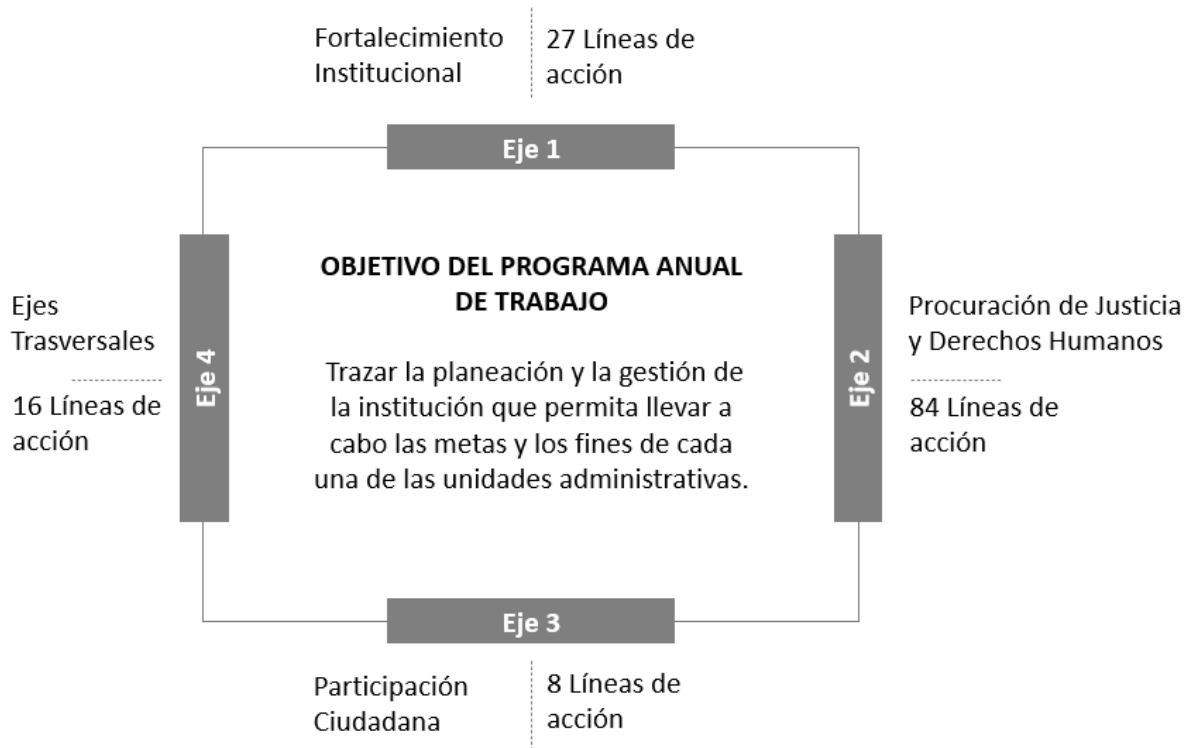 Fortalecimiento
Institucional
27 Líneas de
acción
Eje 1
OBJETIVO DEL PROGRAMA ANUAL
DE TRABAJO
Trazar la planeación y la gestión de
la institución que permita llevar a
cabo las metas y los fines de cada
una de las unidades administrativas.
Eje 2
Procuración de Justicia
y Derechos Humanos
84 Líneas de
acción
Eje 3
Participación
Ciudadana
8 Líneas de
acción
Eje 4
Ejes
Trasversales
16 Líneas de
acción